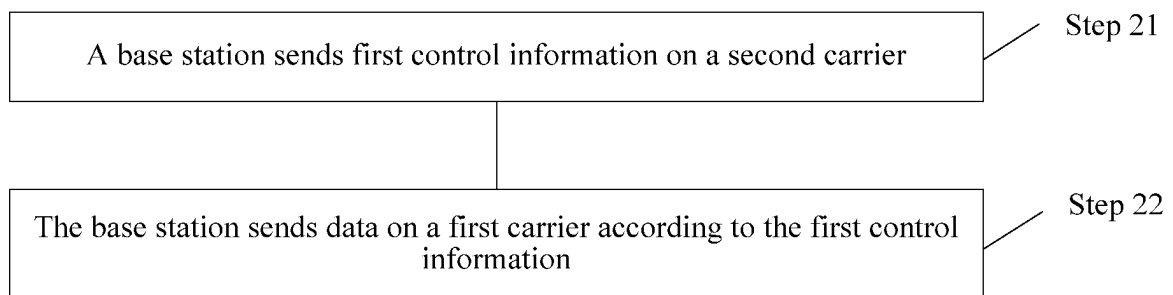 Step 21
A base station sends first control information on a second carrier
Step 22
The base station sends data on a first carrier according to the first control
information